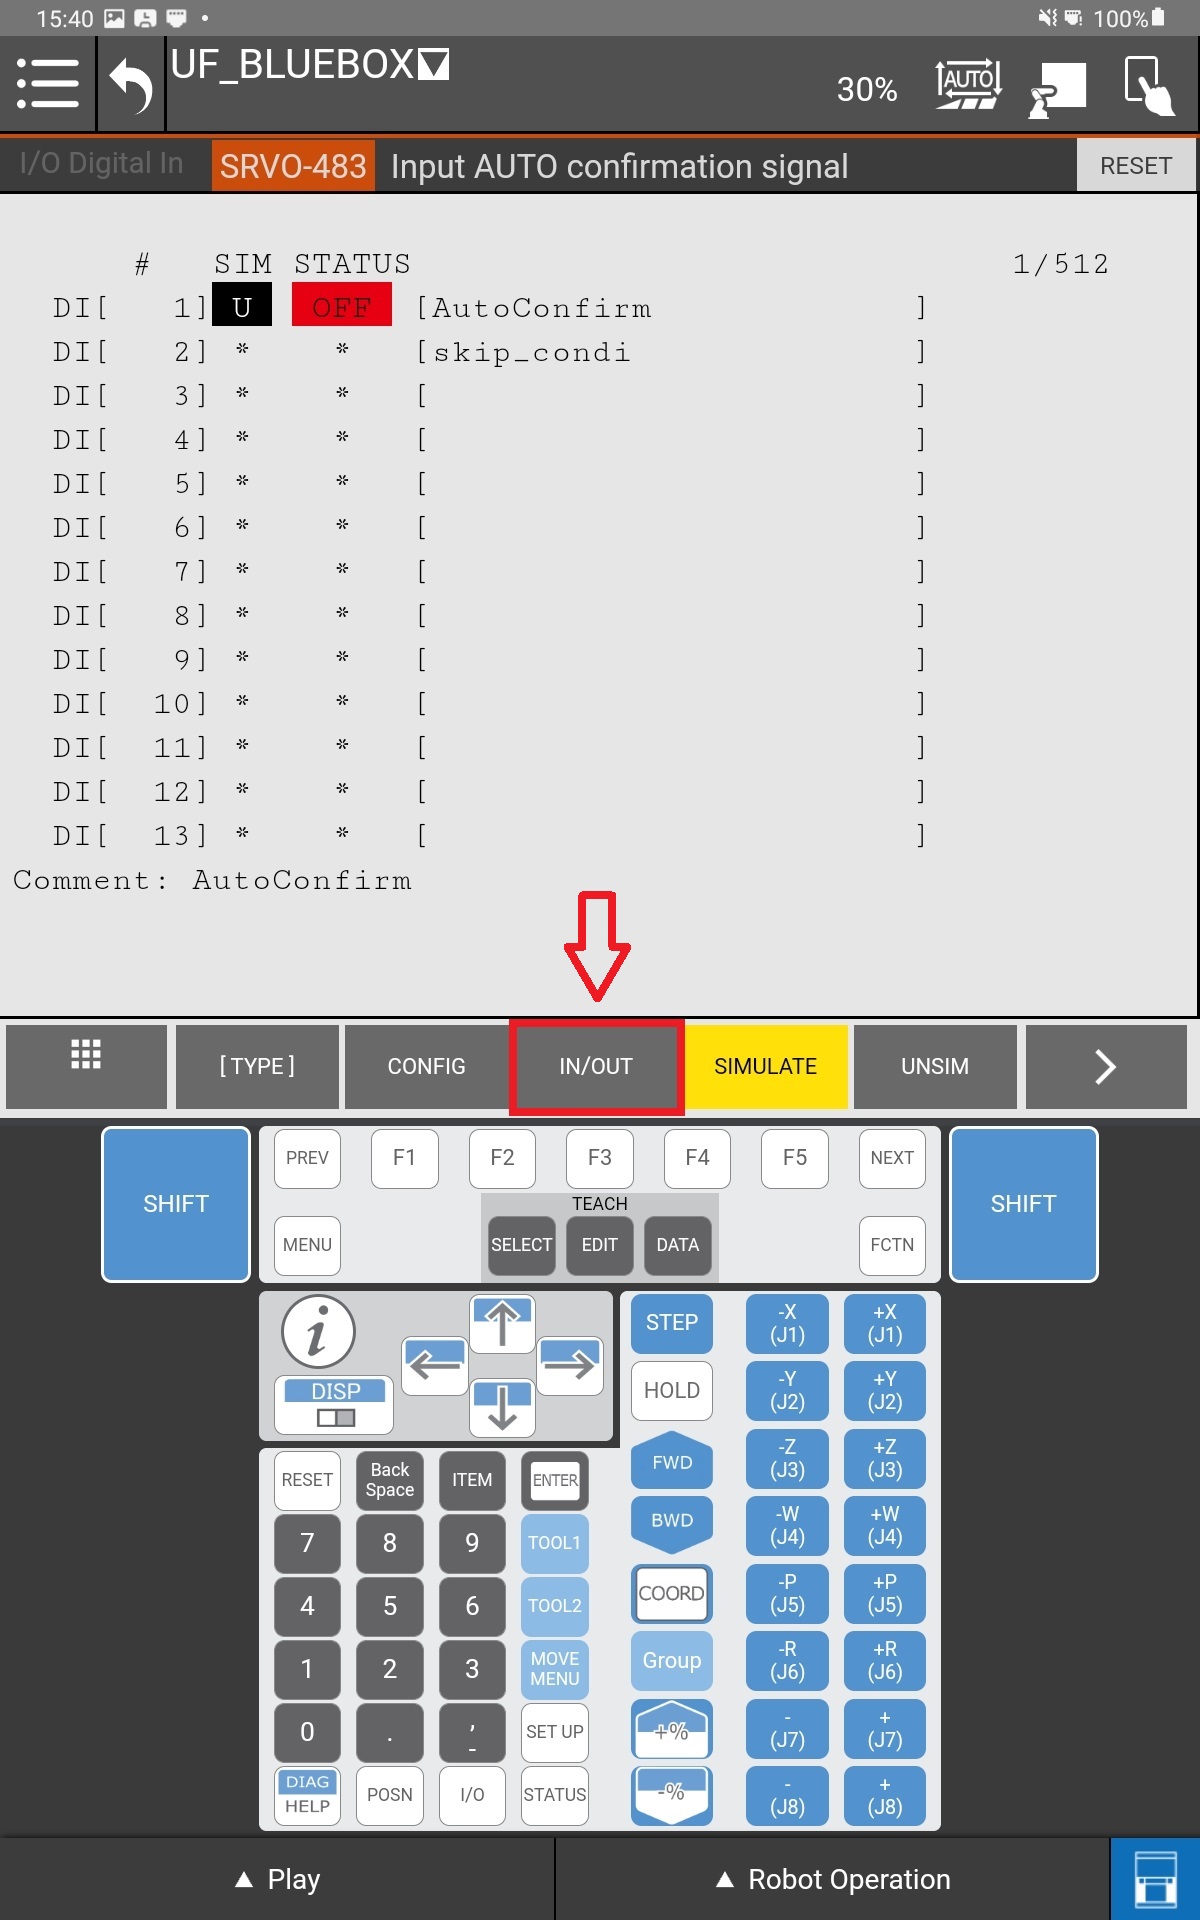 15:40
100%
UF_BLUEBOX
30%
AUTO
I/O Digital In SRVO-483 Input AUTO confirmation signal RESET
# SIM STATUS 1/512
DI[ 1] U OFF [AutoConfirm ]
DI[ 2] * * [skip_condi ]
DI[ 3] * * [ ]
DI[ 4] * * [ ]
DI[ 5] * * [ ]
DI[ 6] * * [ ]
DI[ 7] * * [ ]
DI[ 8] * * [ ]
DI[ 9] * * [ ]
DI[ 10] * * [ ]
DI[ 11] * * [ ]
DI[ 12] * * [ ]
DI[ 13] * * [ ]
Comment: AutoConfirm
[ TYPE ] CONFIG IN/OUT SIMULATE UNSIM >
SHIFT
PREV F1 F2 F3 F4 F5 NEXT
SHIFT
TEACH
MENU SELECT EDIT DATA FCTN
i
DISP
STEP
-X
(J1)
+X
(J1)
HOLD
-Y
(J2)
+Y
(J2)
FWD
-Z
(J3)
+Z
(J3)
BWD
-W
(J4)
+W
(J4)
COORD
-P
(J5)
+P
(J5)
Group
-R
(J6)
+R
(J6)
+%
-
(J7)
+
(J7)
-%
-
(J8)
+
(J8)
RESET
Back
Space
ITEM
ENTER
7 8 9 TOOL1
4 5 6 TOOL2
1 2 3
MOVE
MENU
0 . ,
-
SET UP
DIAG
HELP
POSN I/O STATUS
▲ Play
▲ Robot Operation